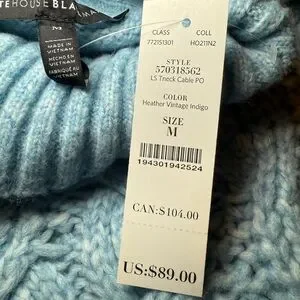 TEHOUSE BLA
M
MADE IN
VIETNAM
HECHO EN
VIETNAM
FABRIQUÉ AU
VIETNAM
CLASS COLL
772151301 HO211N2
STYLE
570318562
LS Tneck Cable PO
COLOR
Heather Vintage Indigo
SIZE
M
194301942524
CAN: $104.00
US: $89.00